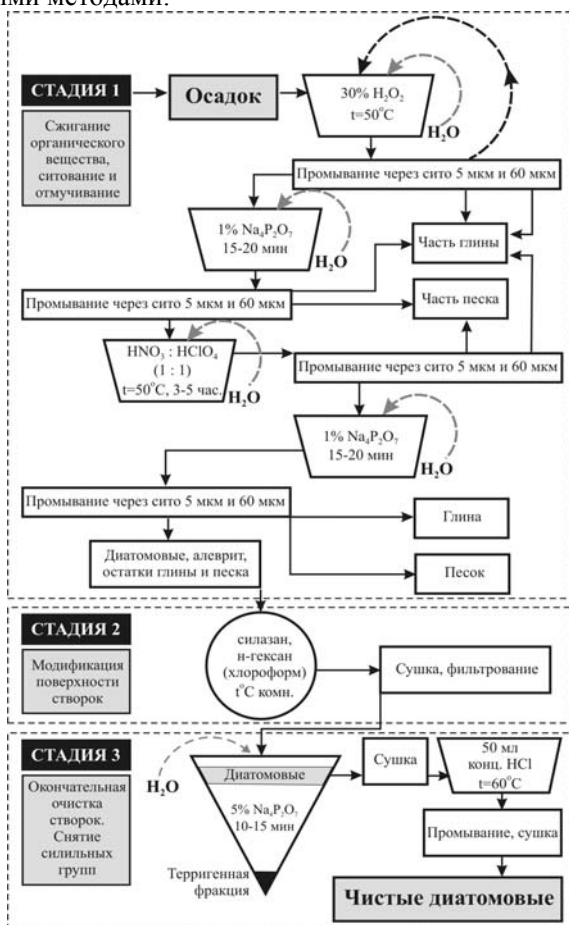 ми методами.
СТАДИЯ 1
Осадок
30% H₂O₂
t=50°C
H₂O
Сжигание
органического
вещества,
ситование и
отмучивание
Промывание через сито 5 мкм и 60 мкм
1% Na₄P₂O₇
15-20 мин
H₂O
Часть глины
Промывание через сито 5 мкм и 60 мкм
Часть песка
HNO₃ : HClO₄
(1 : 1)
t=50°C, 3-5 час.
H₂O
Промывание через сито 5 мкм и 60 мкм
1% Na₄P₂O₇
15-20 мин
H₂O
Промывание через сито 5 мкм и 60 мкм
Глина
Диатомовые, алеврит,
остатки глины и песка
Песок
СТАДИЯ 2
Модификация
поверхности
створок
силазан,
н-гексан
(хлороформ)
t°C комн.
Сушка, фильтрование
СТАДИЯ 3
Окончательная
очистка
створок.
Снятие
силильных
групп
H₂O
Диатомовые
5% Na₄P₂O₇
10-15 мин
Терригенная
фракция
Сушка
50 мл
конц. HCl
t=60°C
Промывание, сушка
Чистые диатомовые